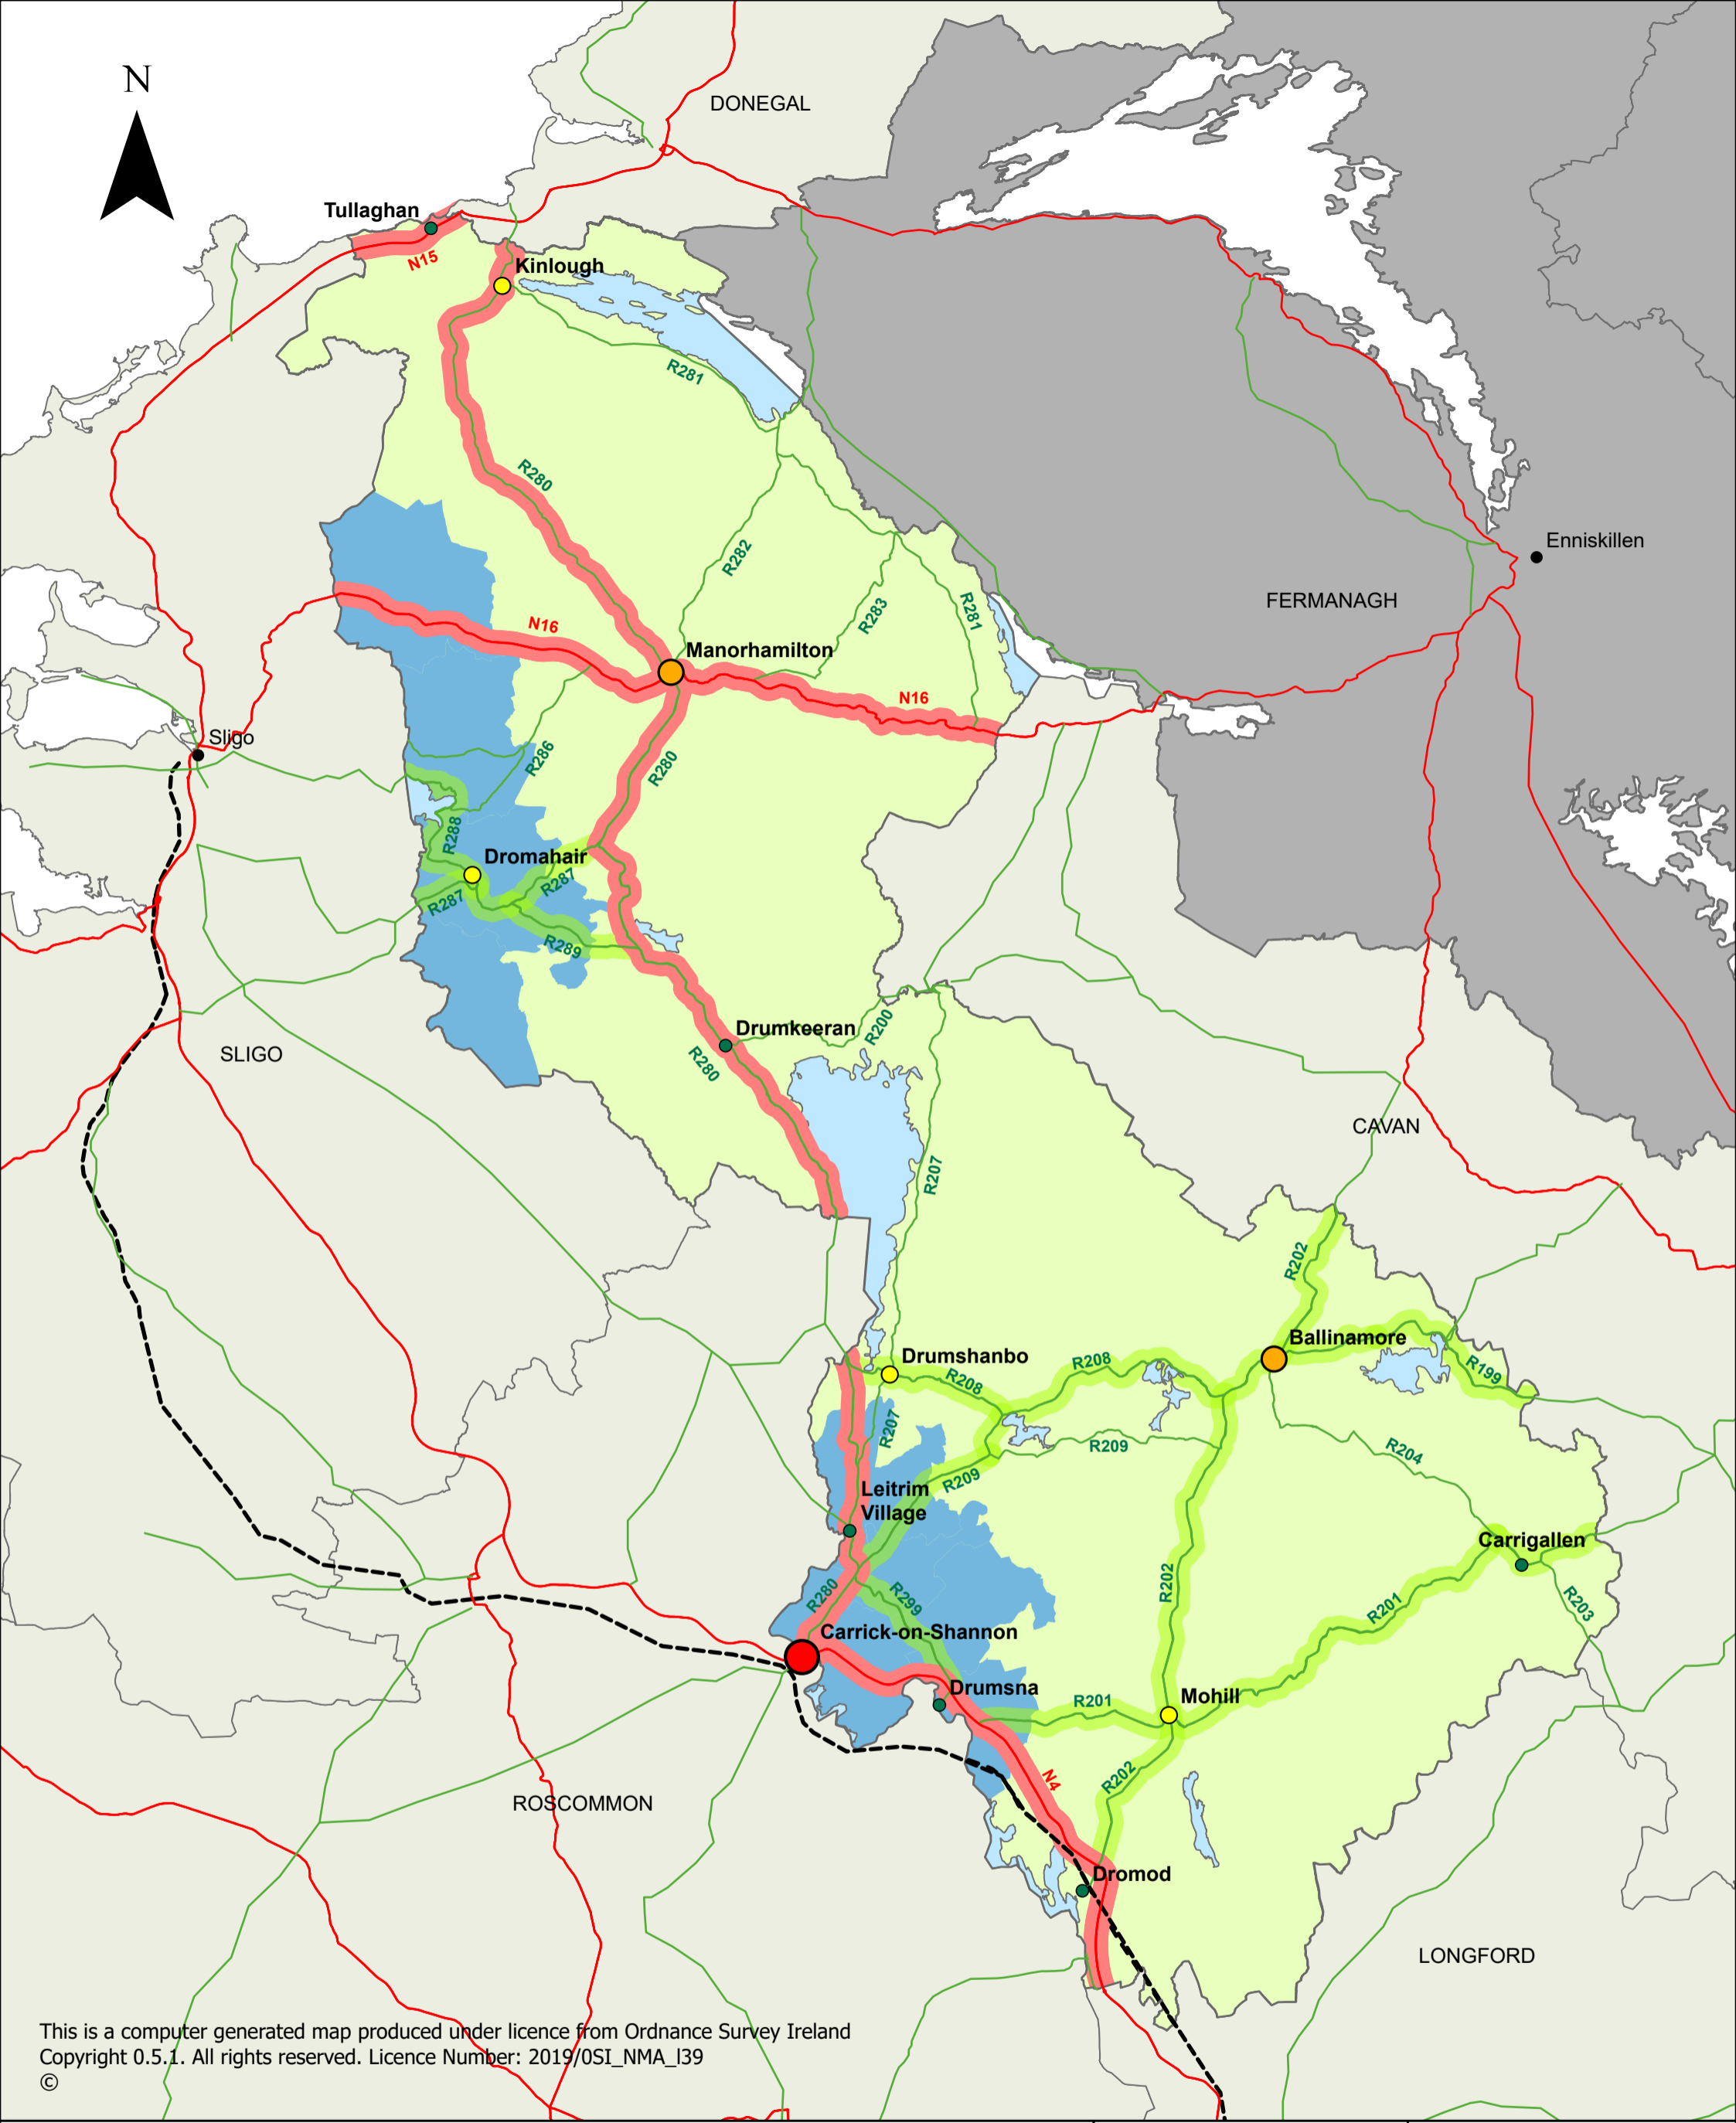 N
DONEGAL
Tullaghan
N15
Kinlough
R281
R280
Enniskillen
R282
FERMANAGH
R283
R281
N16
Manorhamilton
N16
Sligo
R286
R280
R288
Dromahair
R287
R287
R289
Drumkeeran
R200
SLIGO
R280
CAVAN
R207
R202
Ballinamore
Drumshanbo
R208
R208
R199
R207
R209
R204
R209
Leitrim
Village
Carrigallen
R202
R280
R299
R201
R203
Carrick-on-Shannon
Drumsna
R201
Mohill
N4
R202
ROSCOMMON
Dromod
LONGFORD
This is a computer generated map produced under licence from Ordnance Survey Ireland
Copyright 0.5.1. All rights reserved. Licence Number: 2019/0SI_NMA_l39
©